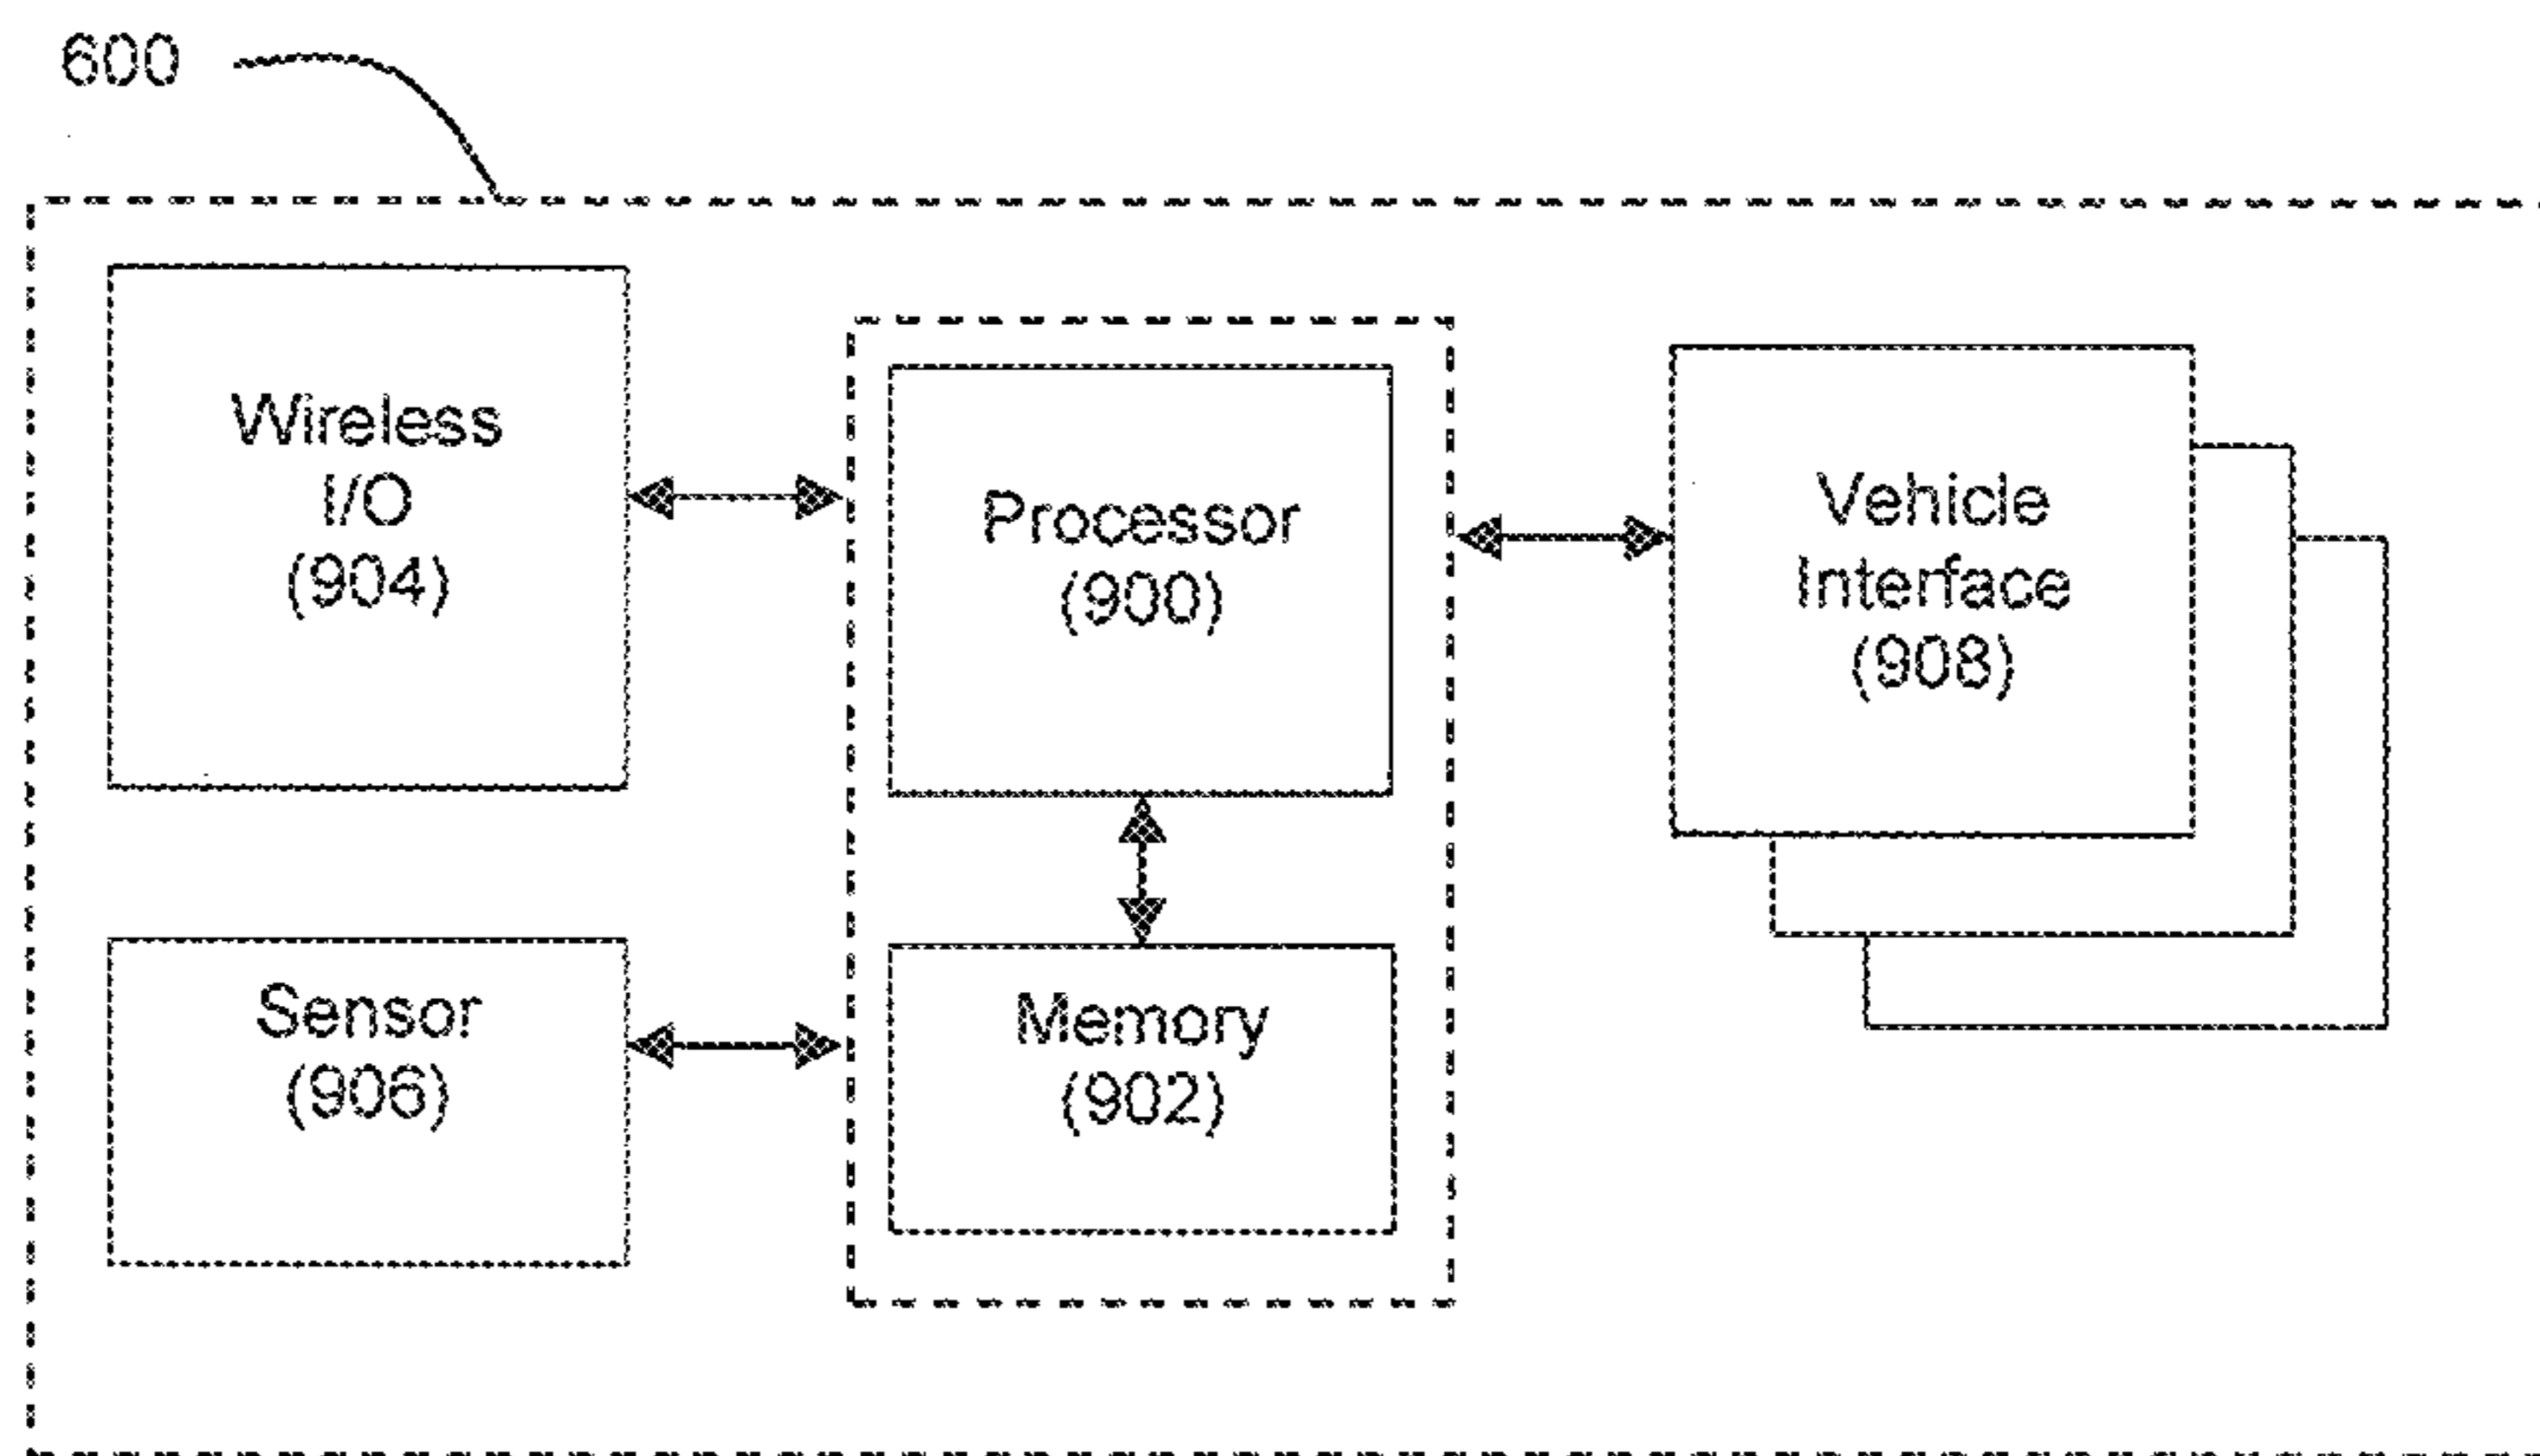 600
Wireless
I/O
(904)
Processor
(900)
Vehicle
Interface
(908)
Sensor
(906)
Memory
(902)